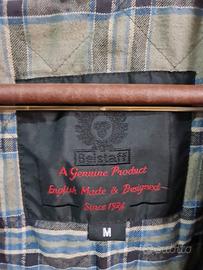 Belstaff
A Genuine Product
English Made & Designed
Since 1924
M